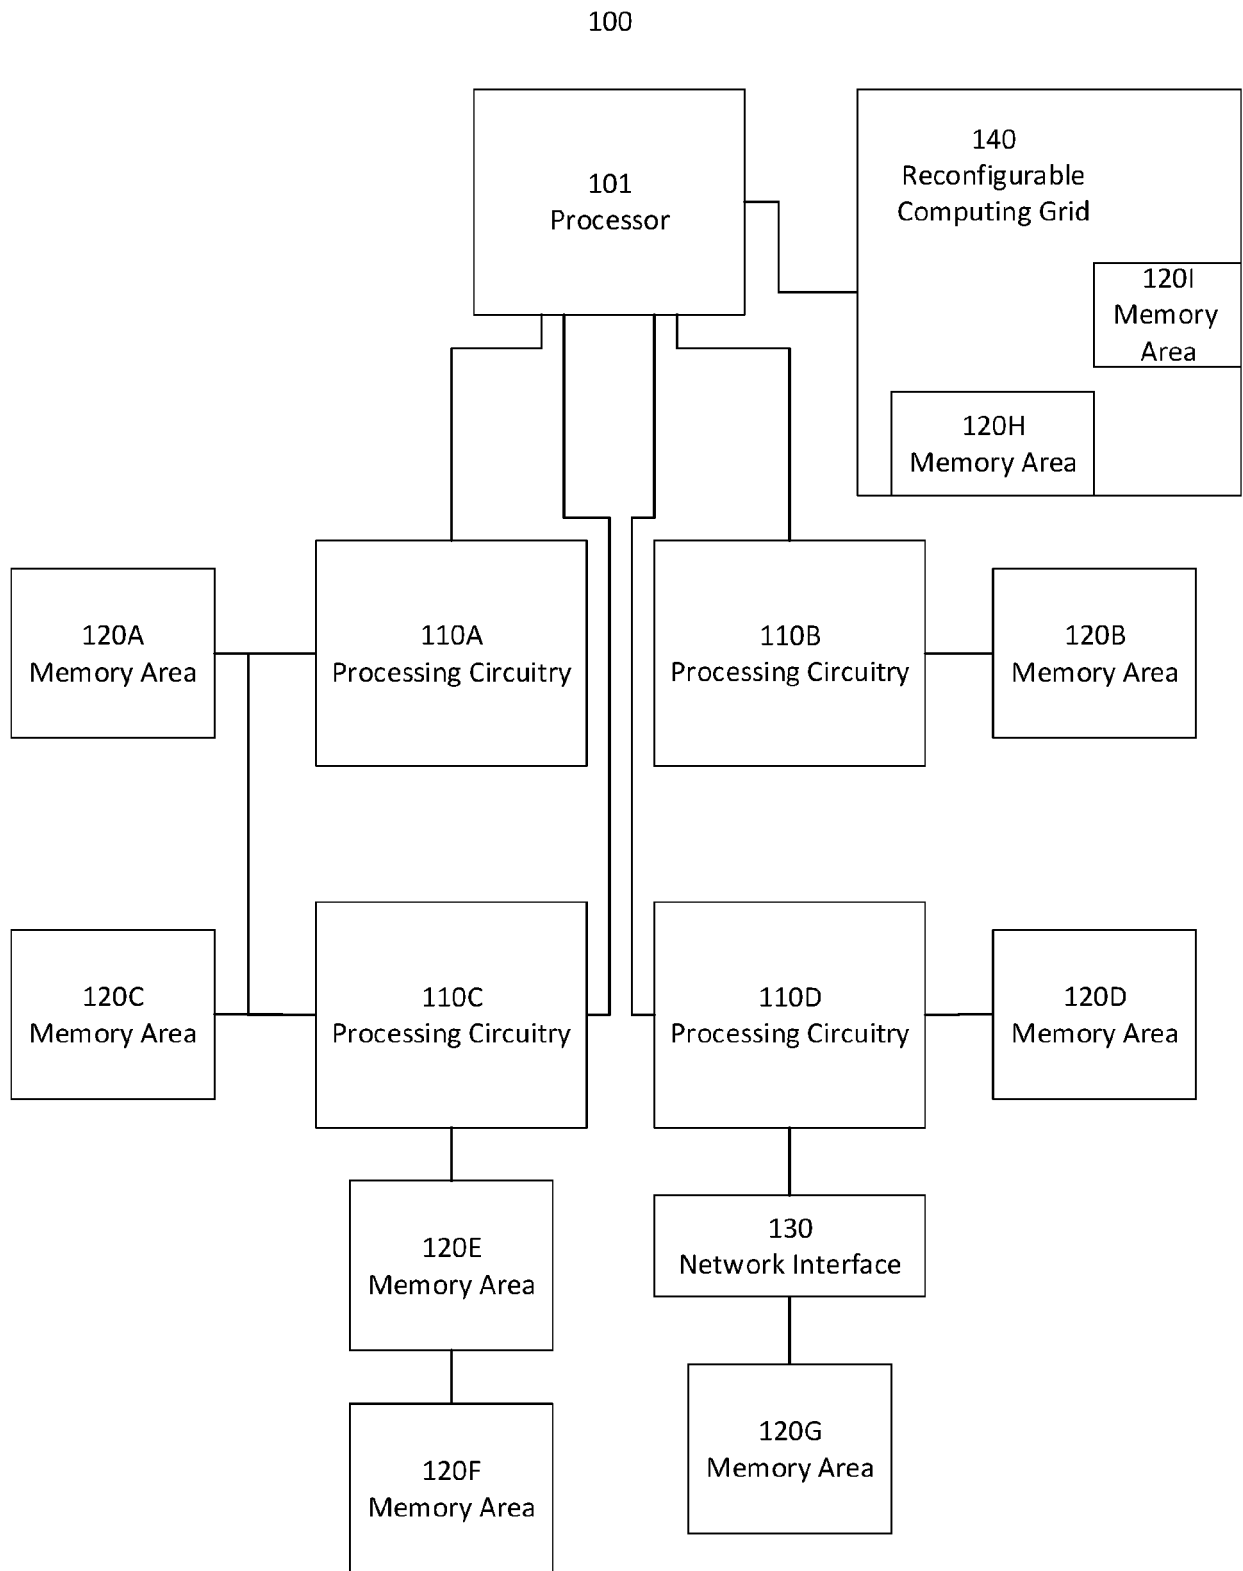 100
101
Processor
140
Reconfigurable
Computing Grid
120I
Memory
Area
120H
Memory Area
120A
Memory Area
110A
Processing Circuitry
110B
Processing Circuitry
120B
Memory Area
120C
Memory Area
110C
Processing Circuitry
110D
Processing Circuitry
120D
Memory Area
120E
Memory Area
130
Network Interface
120F
Memory Area
120G
Memory Area